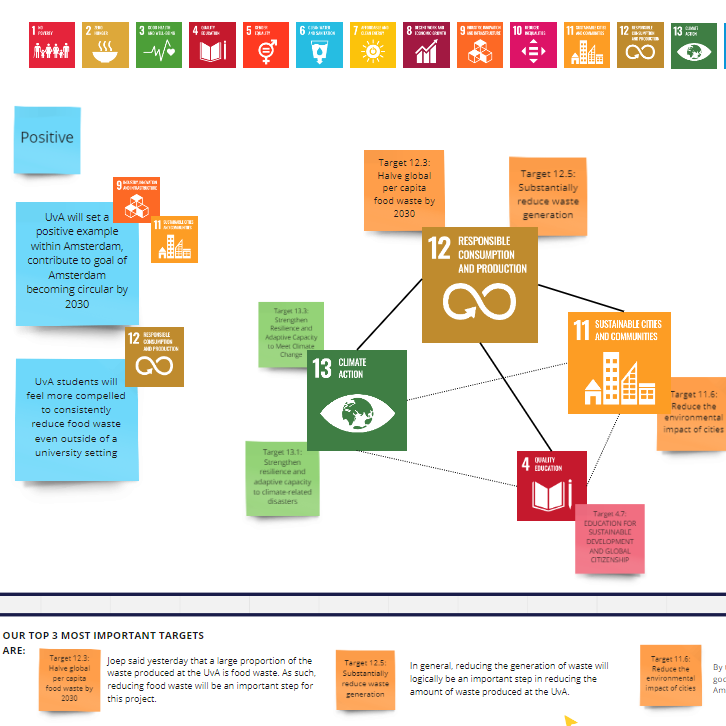 1 NO
POVERTY
2 ZERO
HUNGER
3 GOOD HEALTH
AND WELL-BEING
4 QUALITY
EDUCATION
5 GENDER
EQUALITY
6 CLEAN WATER
AND SANITATION
7 AFFORDABLE AND
CLEAN ENERGY
8 DECENT WORK AND
ECONOMIC GROWTH
9 INDUSTRY, INNOVATION
AND INFRASTRUCTURE
10 REDUCED
INEQUALITIES
11 SUSTAINABLE CITIES
AND COMMUNITIES
12 RESPONSIBLE
CONSUMPTION
AND PRODUCTION
13 CLIMATE
ACTION
Positive
9 INDUSTRY, INNOVATION
AND INFRASTRUCTURE
11 SUSTAINABLE CITIES
AND COMMUNITIES
UvA will set a
positive example
within Amsterdam,
contribute to goal of
Amsterdam
becoming circular by
2030
12 RESPONSIBLE
CONSUMPTION
AND PRODUCTION
UvA students will
feel more compelled
to consistently
reduce food waste
even outside of a
university setting
Target 12.3:
Halve global
per capita
food waste by
2030
Target 12.5:
Substantially
reduce waste
generation
12 RESPONSIBLE
CONSUMPTION
AND PRODUCTION
Target 13.3:
Strengthen
Resilience and
Adaptive Capacity
to Meet Climate
Change
13 CLIMATE
ACTION
11 SUSTAINABLE CITIES
AND COMMUNITIES
Target 11.6:
Reduce the
environmental
impact of cities
Target 13.1:
Strengthen
resilience and
adaptive capacity
to climate-related
disasters
4 QUALITY
EDUCATION
Target 4.7:
EDUCATION FOR
SUSTAINABLE
DEVELOPMENT
AND GLOBAL
CITIZENSHIP
OUR TOP 3 MOST IMPORTANT TARGETS
ARE:
Target 12.3:
Halve global
per capita
food waste by
2030
Joep said yesterday that a large proportion of the
waste produced at the UvA is food waste. As such,
reducing food waste will be an important step for
this project.
Target 12.5:
Substantially
reduce waste
generation
In general, reducing the generation of waste will
logically be an important step in reducing the
amount of waste produced at the UvA.
Target 11.6:
Reduce the
environmental
impact of cities
By